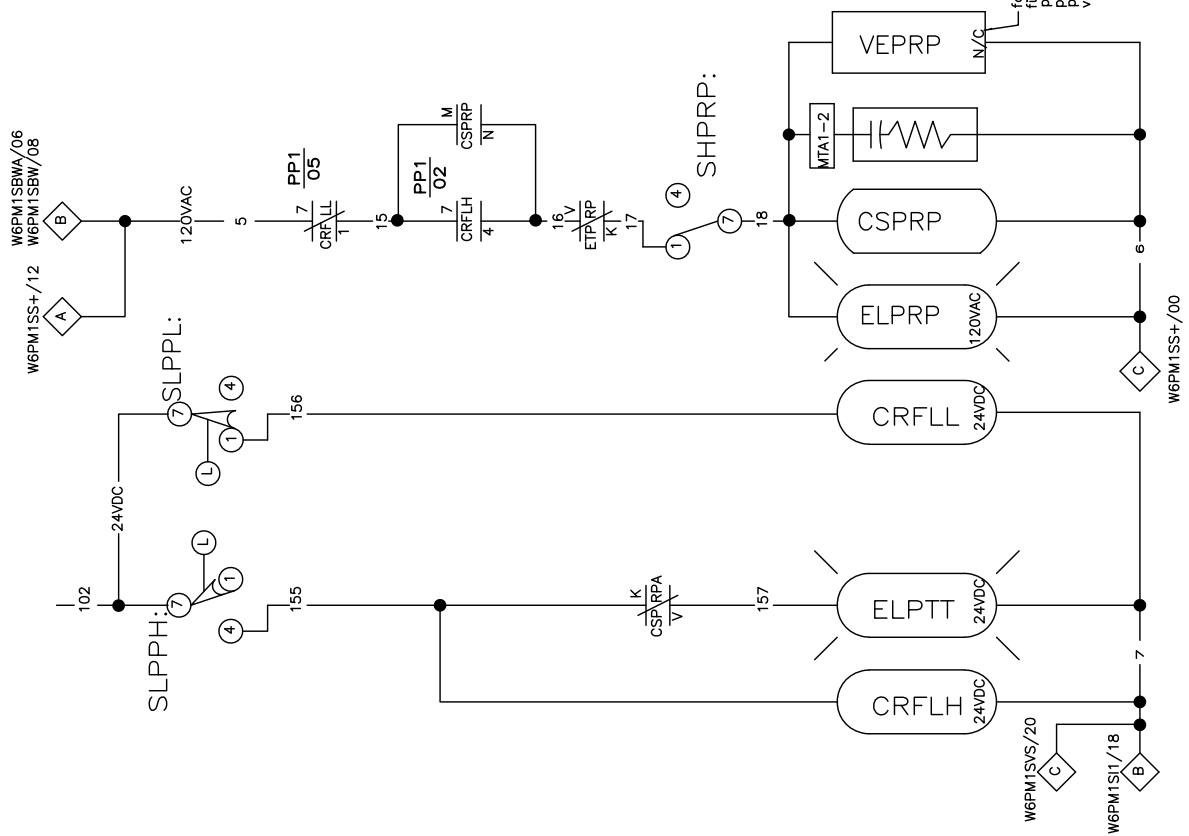 W6PM1SBWA/06
W6PM1SBW/08
B
W6PM1SS+/12
A
120VAC
5
PP1
05
7
CRFLL
1
15
PP1
02
7
CRFLH
4
M
CSPRP
N
16
V
ETPRP
K
17
SHPRP:
1
4
7
18
MTA1-2
VEPRP
N/C
CSPRP
ELPRP
120VAC
6
C
W6PM1SS+/00
102
24VDC
SLPPH:
7
L
1
4
155
SLPPL:
7
4
1
L
156
K
CSPRPA
V
157
CRFLH
24VDC
ELPTT
24VDC
CRFLL
24VDC
7
W6PM1SVS/20
C
W6PM1SI1/18
B